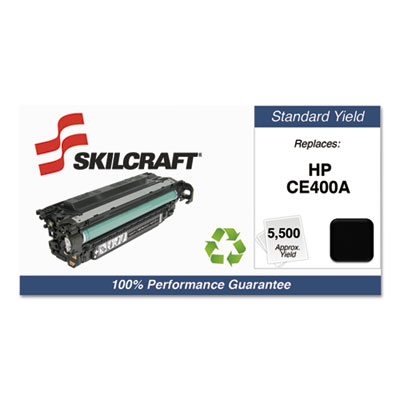 Standard Yield
SKILCRAFT®
Replaces:
HP
CE400A
5,500
Approx.
Yield
100% Performance Guarantee